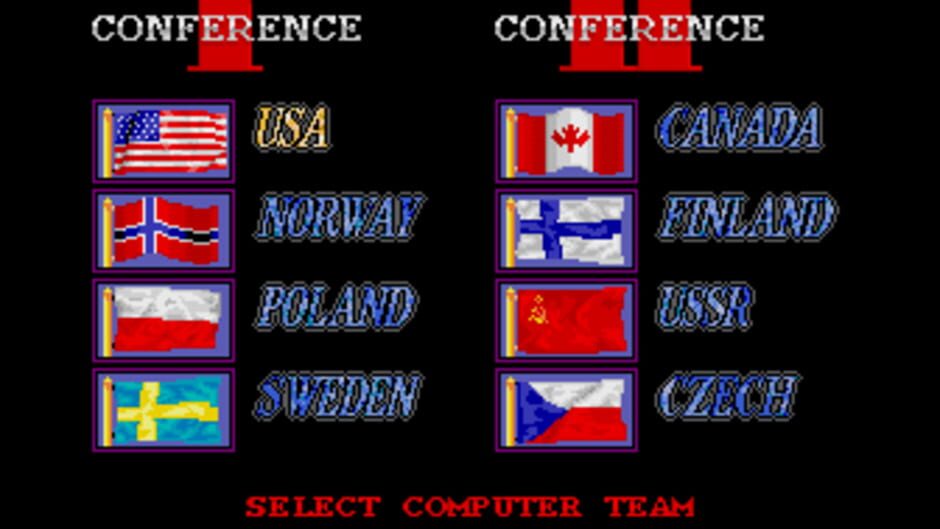 CONFERENCE I
USA
NORWAY
POLAND
SWEDEN
CONFERENCE II
CANADA
FINLAND
USSR
CZECH
SELECT COMPUTER TEAM